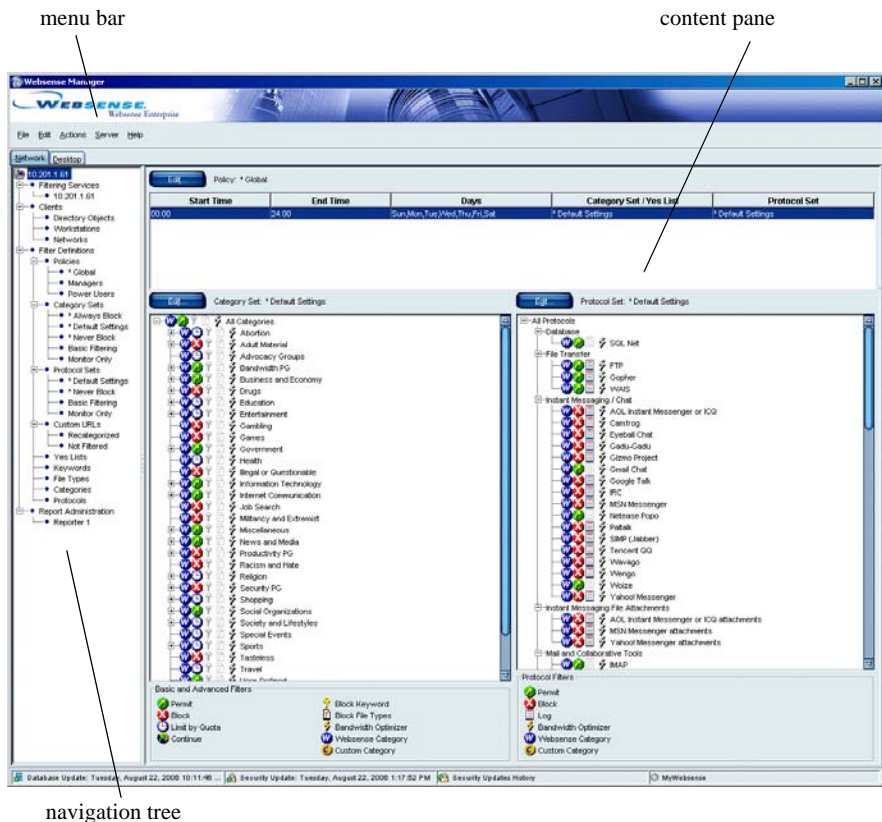 menu bar
content pane
Websense Manager
WEBSENSE.
Websense Enterprise
File Edit Actions Server Help
Network Desktop
10.201.1.61
Filtering Services
10.201.1.61
Clients
Directory Objects
Workstations
Networks
Filter Definitions
Policies
* Global
Managers
Power Users
Category Sets
* Always Block
* Default Settings
* Never Block
Basic Filtering
Monitor Only
Protocol Sets
* Default Settings
* Never Block
Basic Filtering
Monitor Only
Custom URLs
Recategorized
Not Filtered
Yes Lists
Keywords
File Types
Categories
Protocols
Report Administration
Reporter 1
Edit... Policy: * Global
Start Time End Time Days Category Set / Yes List Protocol Set
00:00 24:00 Sun,Mon,Tue,Wed,Thu,Fri,Sat * Default Settings * Default Settings
Edit... Category Set: * Default Settings
All Categories
Abortion
Adult Material
Advocacy Groups
Bandwidth PG
Business and Economy
Drugs
Education
Entertainment
Gambling
Games
Government
Health
Illegal or Questionable
Information Technology
Internet Communication
Job Search
Militancy and Extremist
Miscellaneous
News and Media
Productivity PG
Racism and Hate
Religion
Security PG
Shopping
Social Organizations
Society and Lifestyles
Special Events
Sports
Tasteless
Travel
User Defined
Basic and Advanced Filters
Permit
Block
Limit by Quota
Continue
Block Keyword
Block File Types
Bandwidth Optimizer
Websense Category
Custom Category
Edit... Protocol Set: * Default Settings
All Protocols
Database
SQL Net
File Transfer
FTP
Gopher
WAIS
Instant Messaging / Chat
AOL Instant Messenger or ICQ
Camfrog
Eyeball Chat
Gadu-Gadu
Gizmo Project
Gmail Chat
Google Talk
IRC
MSN Messenger
Netease Popo
Paltalk
SIMP (Jabber)
Tencent QQ
Wavago
Wengo
Woize
Yahoo! Messenger
Instant Messaging File Attachments
AOL Instant Messenger or ICQ attachments
MSN Messenger attachments
Yahoo! Messenger attachments
Mail and Collaborative Tools
IMAP
Protocol Filters
Permit
Block
Log
Bandwidth Optimizer
Websense Category
Custom Category
Database Update: Tuesday, August 22, 2006 10:11:46 ... Security Update: Tuesday, August 22, 2006 1:17:52 PM Security Updates History MyWebsense
navigation tree